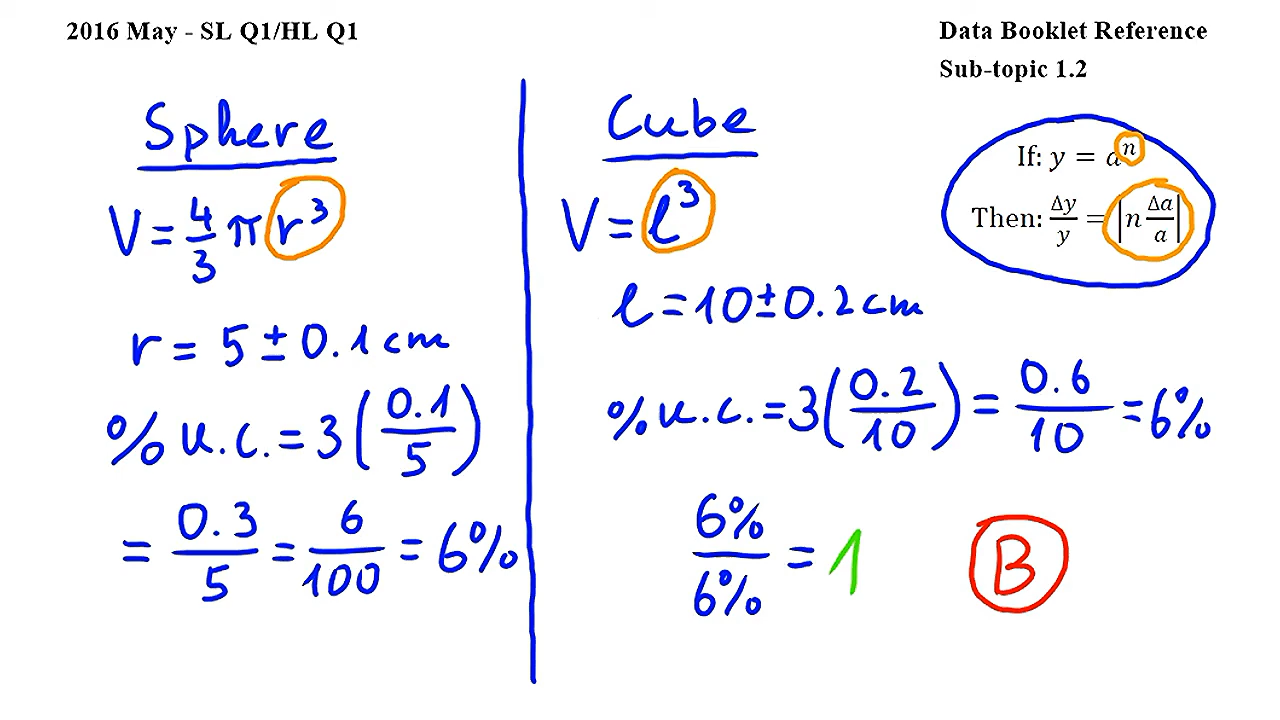 2016 May - SL Q1/HL Q1
Data Booklet Reference
Sub-topic 1.2
If: y = aⁿ
Then: Δy/y = |n Δa/a|
Sphere
V = 4/3 π r³
r = 5 ± 0.1 cm
% u.c. = 3(0.1/5)
= 0.3/5 = 6/100 = 6%
Cube
V = l³
l = 10 ± 0.2 cm
% u.c. = 3(0.2/10) = 0.6/10 = 6%
6%/6% = 1
B